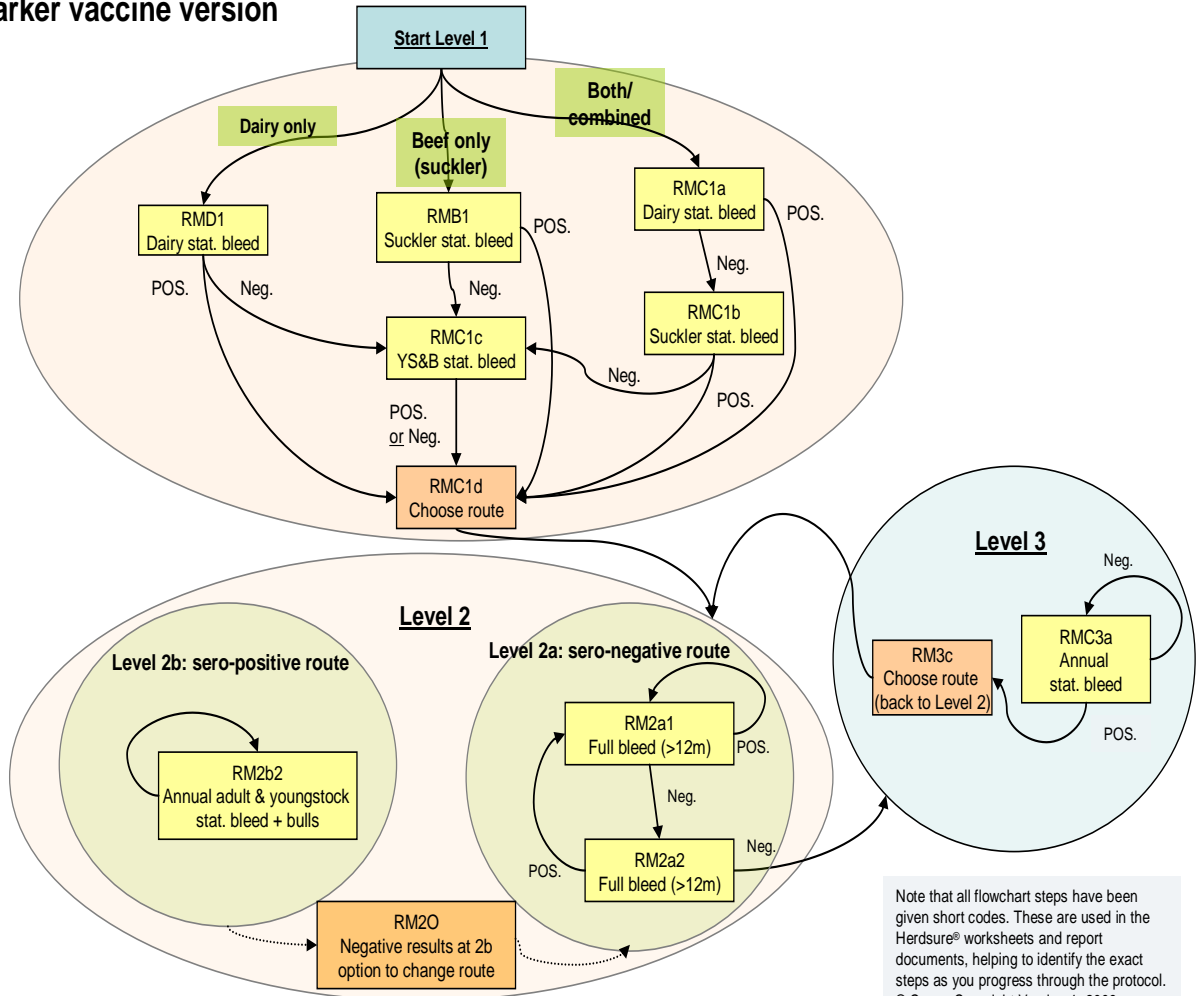 vaccine version
Start Level 1
Both/
combined
Dairy only
Beef only
(suckler)
RMC1a
Dairy stat. bleed
POS.
RMD1
Dairy stat. bleed
RMB1
Suckler stat. bleed
POS.
Neg.
POS.
Neg.
Neg.
RMC1b
Suckler stat. bleed
RMC1c
YS&B stat. bleed
Neg.
POS.
POS.
or Neg.
RMC1d
Choose route
Level 3
Neg.
RMC3a
Annual
stat. bleed
RM3c
Choose route
(back to Level 2)
POS.
Level 2
Level 2a: sero-negative route
Level 2b: sero-positive route
RM2a1
Full bleed (>12m)
POS.
RM2b2
Annual adult & youngstock
stat. bleed + bulls
Neg.
RM2a2
Full bleed (>12m)
Neg.
POS.
RM2O
Negative results at 2b
option to change route
Note that all flowchart steps have been
given short codes. These are used in the
Herdsure® worksheets and report
documents, helping to identify the exact
steps as you progress through the protocol.